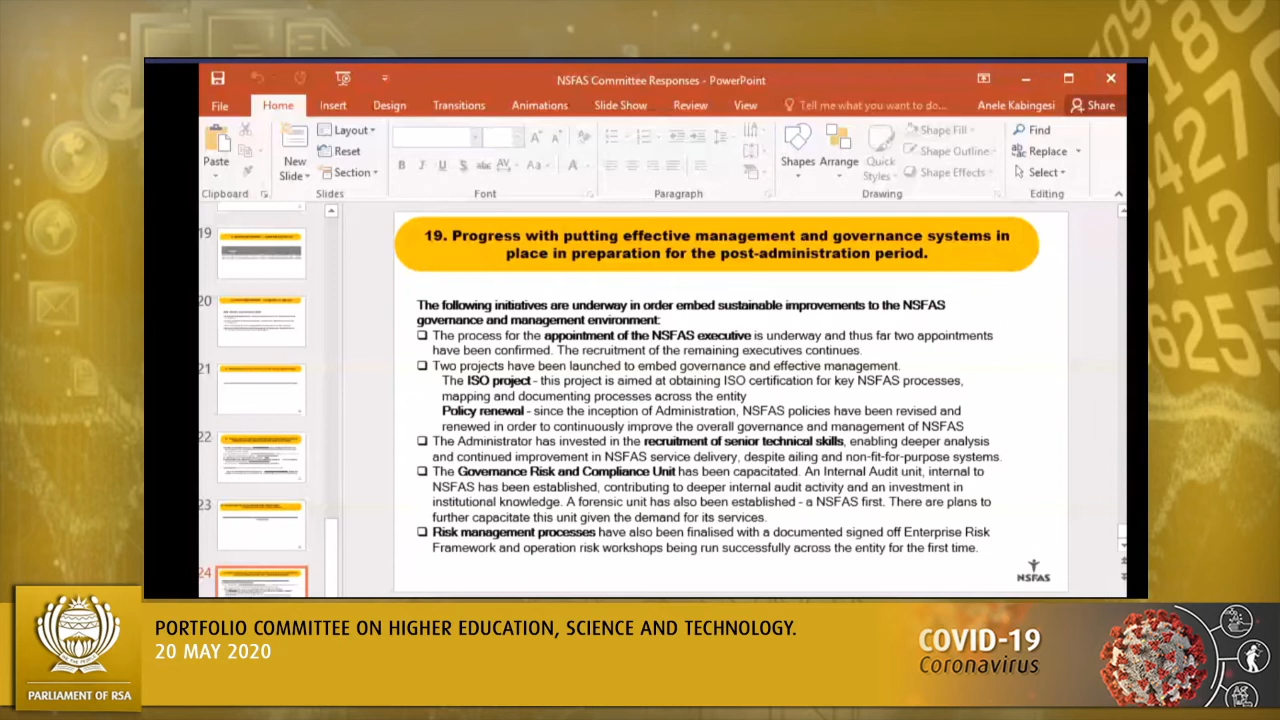 NSFAS Committee Responses - PowerPoint
File Home Insert Design Transitions Animations Slide Show Review View Tell me what you want to do... Anele Kabingesi Share
Paste
Clipboard
New Slide
Layout
Reset
Section
Slides
B I U S abc AV Aa A
Font
Paragraph
Shapes
Arrange
Quick Styles
Shape Fill
Shape Outline
Shape Effects
Drawing
Find
Replace
Select
Editing
19
20
21
22
23
24
19. Progress with putting effective management and governance systems in
place in preparation for the post-administration period.
The following initiatives are underway in order embed sustainable improvements to the NSFAS
governance and management environment:
The process for the appointment of the NSFAS executive is underway and thus far two appointments
have been confirmed. The recruitment of the remaining executives continues.
Two projects have been launched to embed governance and effective management.
The ISO project - this project is aimed at obtaining ISO certification for key NSFAS processes,
mapping and documenting processes across the entity
Policy renewal - since the inception of Administration, NSFAS policies have been revised and
renewed in order to continuously improve the overall governance and management of NSFAS
The Administrator has invested in the recruitment of senior technical skills, enabling deeper analysis
and continued improvement in NSFAS service delivery, despite ailing and non-fit-for-purpose systems.
The Governance Risk and Compliance Unit has been capacitated. An Internal Audit unit, internal to
NSFAS has been established, contributing to deeper internal audit activity and an investment in
institutional knowledge. A forensic unit has also been established - a NSFAS first. There are plans to
further capacitate this unit given the demand for its services.
Risk management processes have also been finalised with a documented signed off Enterprise Risk
Framework and operation risk workshops being run successfully across the entity for the first time.
NSFAS
PARLIAMENT OF RSA
PORTFOLIO COMMITTEE ON HIGHER EDUCATION, SCIENCE AND TECHNOLOGY.
20 MAY 2020
COVID-19
Coronavirus